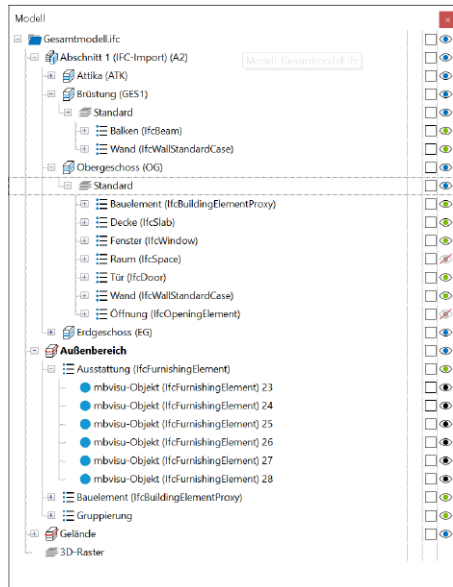 Modell
Gesamtmodell.ifc
Abschnitt 1 (IFC-Import) (A2)
Modell: Gesamtmodell.ifc
Attika (ATK)
Brüstung (GES1)
Standard
Balken (IfcBeam)
Wand (IfcWallStandardCase)
Obergeschoss (OG)
Standard
Bauelement (IfcBuildingElementProxy)
Decke (IfcSlab)
Fenster (IfcWindow)
Raum (IfcSpace)
Tür (IfcDoor)
Wand (IfcWallStandardCase)
Öffnung (IfcOpeningElement)
Erdgeschoss (EG)
Außenbereich
Ausstattung (IfcFurnishingElement)
mbvisu-Objekt (IfcFurnishingElement) 23
mbvisu-Objekt (IfcFurnishingElement) 24
mbvisu-Objekt (IfcFurnishingElement) 25
mbvisu-Objekt (IfcFurnishingElement) 26
mbvisu-Objekt (IfcFurnishingElement) 27
mbvisu-Objekt (IfcFurnishingElement) 28
Bauelement (IfcBuildingElementProxy)
Gruppierung
Gelände
3D-Raster